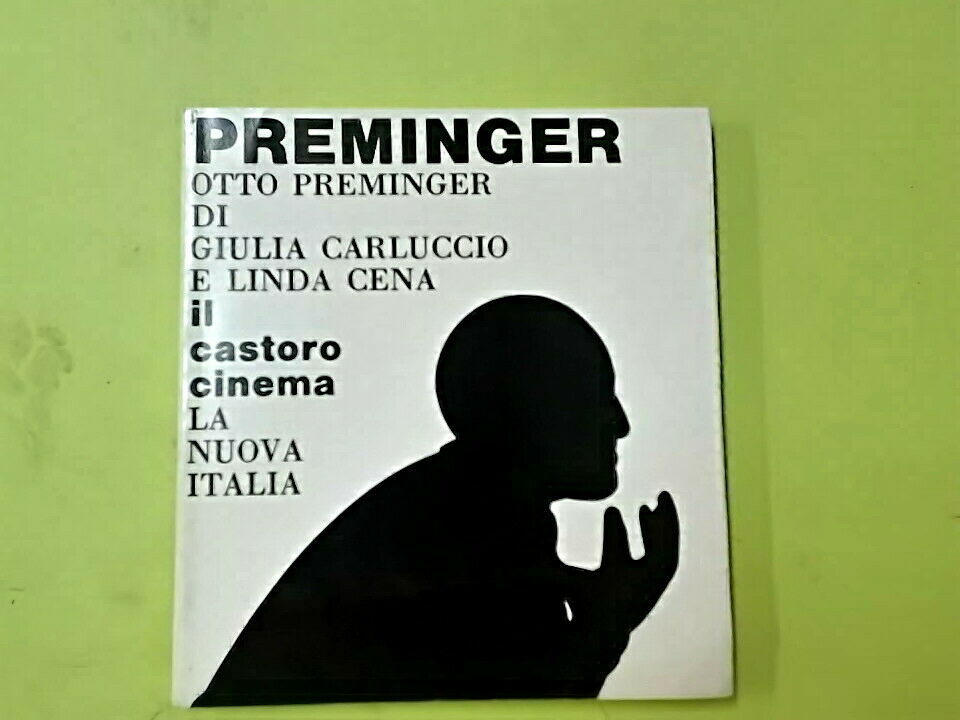 PREMINGER
OTTO PREMINGER
DI
GIULIA CARLUCCIO
E LINDA CENA
il
castoro
cinema
LA
NUOVA
ITALIA